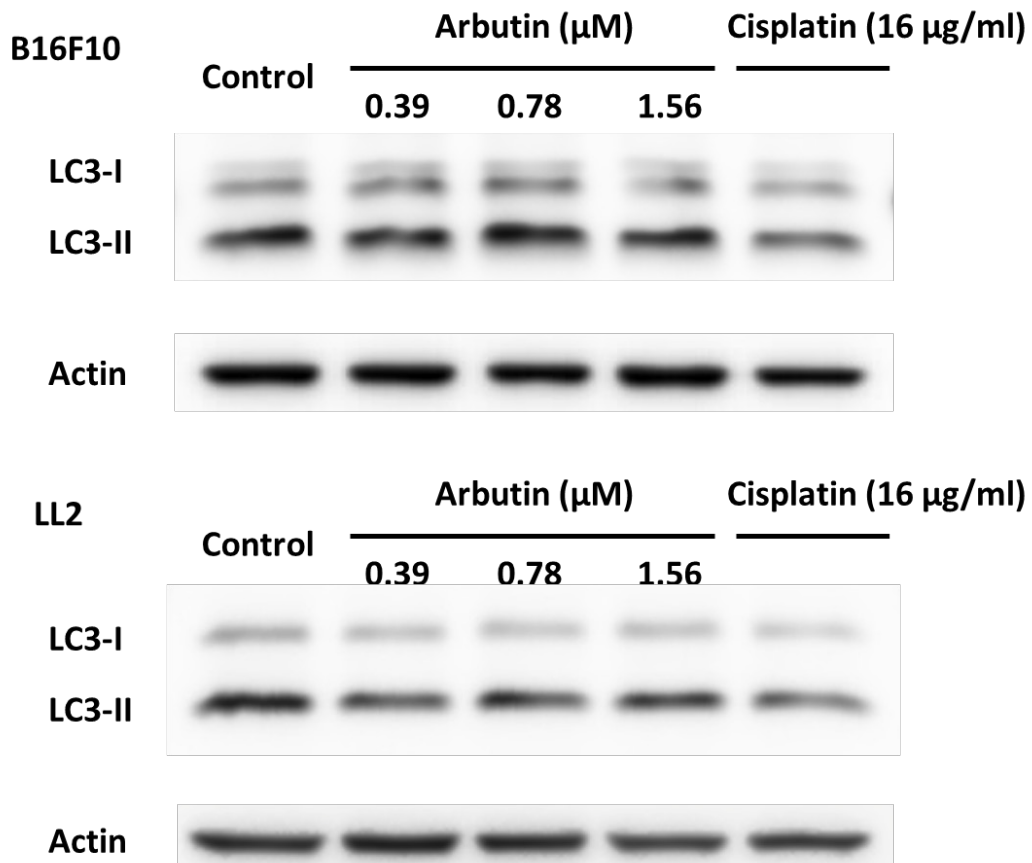 B16F10
Arbutin (µM)
Cisplatin (16 µg/ml)
Control
0.39 0.78 1.56
LC3-I
LC3-II
Actin
LL2
Arbutin (µM)
Cisplatin (16 µg/ml)
Control
0.39 0.78 1.56
LC3-I
LC3-II
Actin